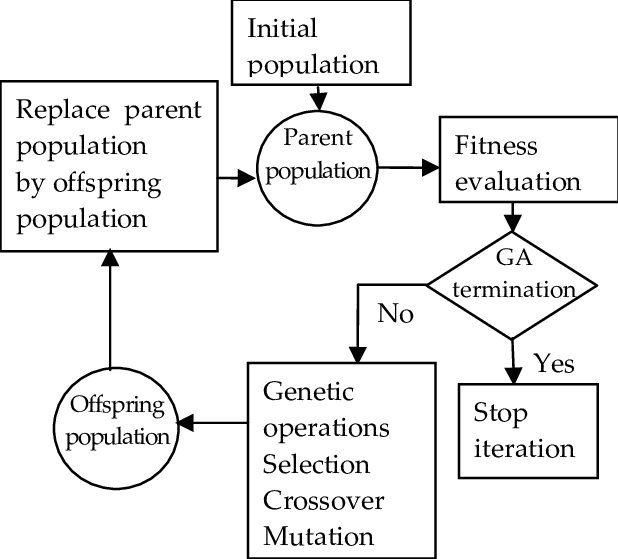 Initial
population
Replace parent
population
by offspring
population
Parent
population
Fitness
evaluation
GA
termination
No
Yes
Genetic
operations
Selection
Crossover
Mutation
Offspring
population
Stop
iteration